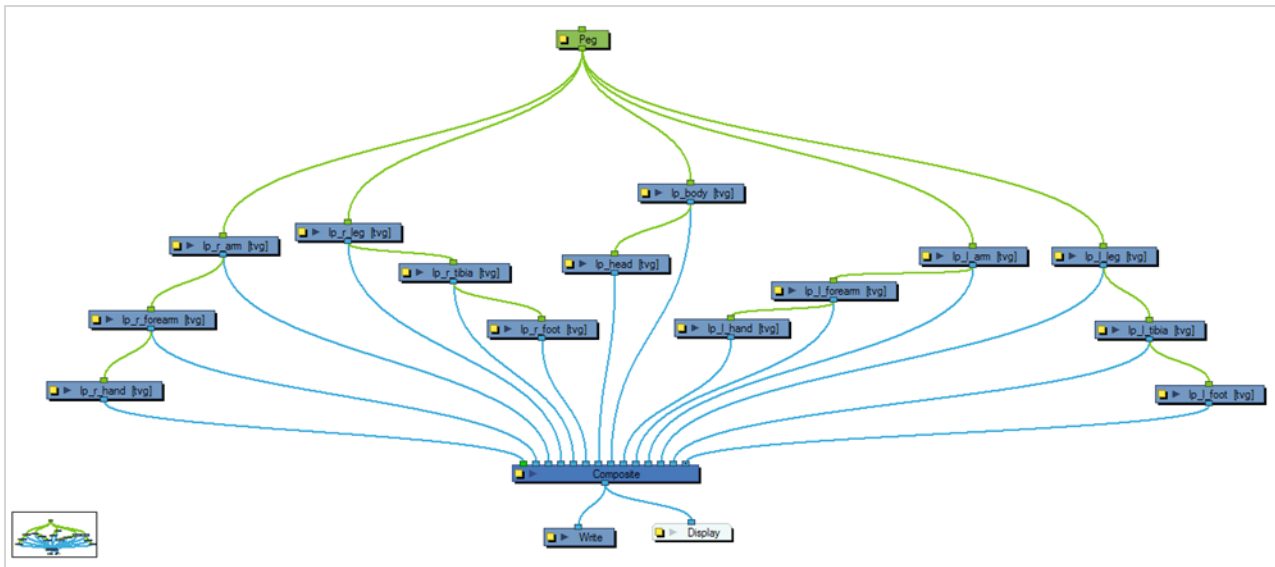 Peg
lp_body [tvg]
lp_r_leg [tvg]
lp_r_arm [tvg]
lp_l_arm [tvg]
lp_l_leg [tvg]
lp_head [tvg]
lp_r_tibia [tvg]
lp_l_forearm [tvg]
lp_r_forearm [tvg]
lp_r_foot [tvg]
lp_l_hand [tvg]
lp_l_tibia [tvg]
lp_r_hand [tvg]
lp_l_foot [tvg]
Composite
Write
Display